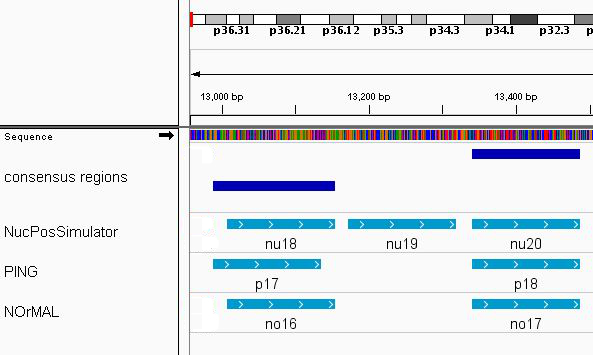 p36.31 p36.21 p36.12 p35.3 p34.3 p34.1 p32.3
13,000 bp 13,200 bp 13,400 bp
Sequence
consensus regions
NucPosSimulator
nu18 nu19 nu20
PING
p17 p18
NOrMAL
no16 no17